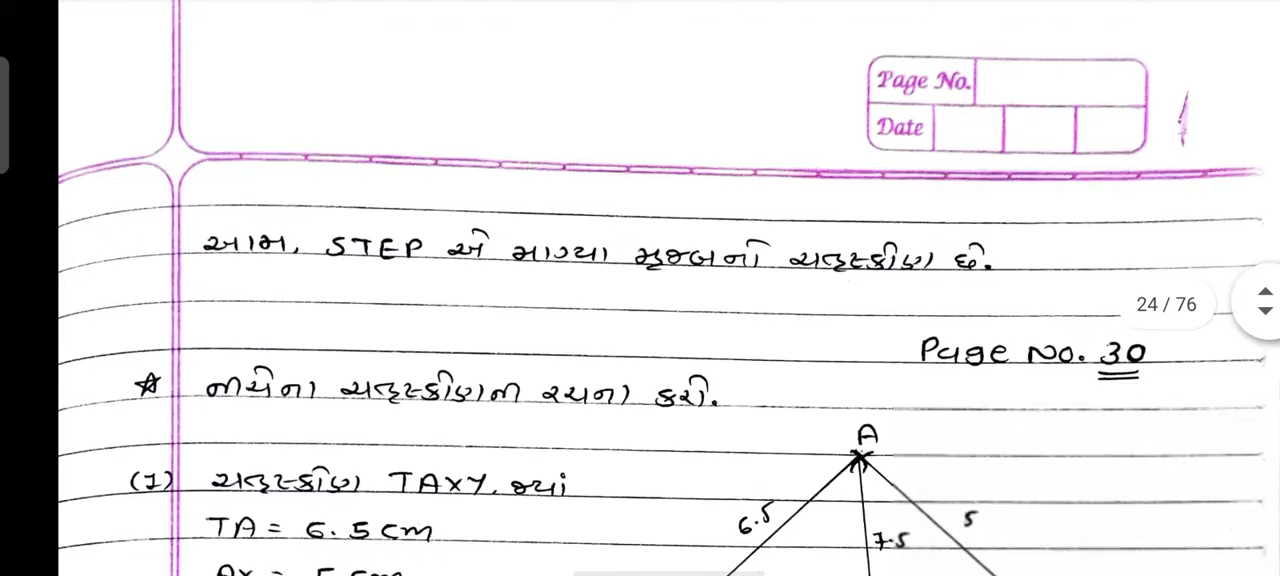 Page No.
Date
આમ, STEP એ માગ્યા મુજબનો ચતુષ્કોણ છે.
24 / 76
Page No. 30
☆ નીચેના ચતુષ્કોણની રચના કરો.
A
(1) ચતુષ્કોણ TAXY, જ્યાં
6.5
5
TA = 6.5 cm
7.5